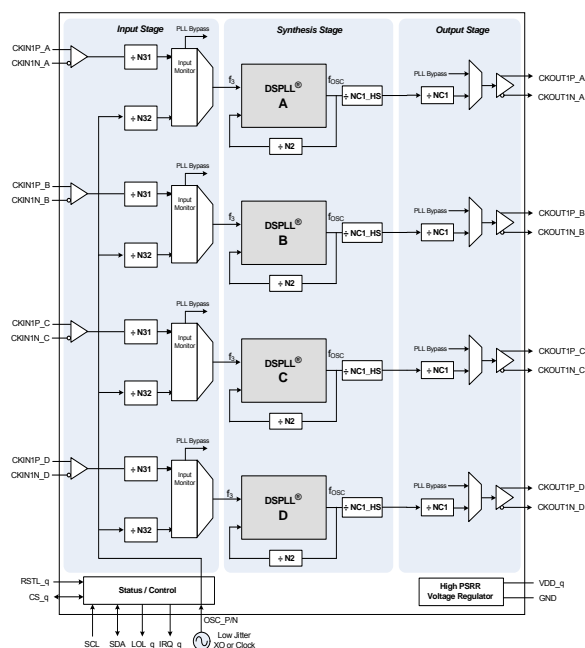 Input Stage
Synthesis Stage
Output Stage
CKIN1P_A
CKIN1N_A
÷ N31
÷ N32
Input Monitor
PLL Bypass
f3
DSPLL® A
fOSC
÷ N2
÷ NC1_HS
PLL Bypass
÷ NC1
CKOUT1P_A
CKOUT1N_A
CKIN1P_B
CKIN1N_B
÷ N31
÷ N32
Input Monitor
PLL Bypass
f3
DSPLL® B
fOSC
÷ N2
÷ NC1_HS
PLL Bypass
÷ NC1
CKOUT1P_B
CKOUT1N_B
CKIN1P_C
CKIN1N_C
÷ N31
÷ N32
Input Monitor
PLL Bypass
f3
DSPLL® C
fOSC
÷ N2
÷ NC1_HS
PLL Bypass
÷ NC1
CKOUT1P_C
CKOUT1N_C
CKIN1P_D
CKIN1N_D
÷ N31
÷ N32
Input Monitor
PLL Bypass
f3
DSPLL® D
fOSC
÷ N2
÷ NC1_HS
PLL Bypass
÷ NC1
CKOUT1P_D
CKOUT1N_D
RSTL_q
CS_q
Status / Control
SCL
SDA
LOL_q
IRQ_q
OSC_P/N
Low Jitter
XO or Clock
High PSRR
Voltage Regulator
VDD_q
GND